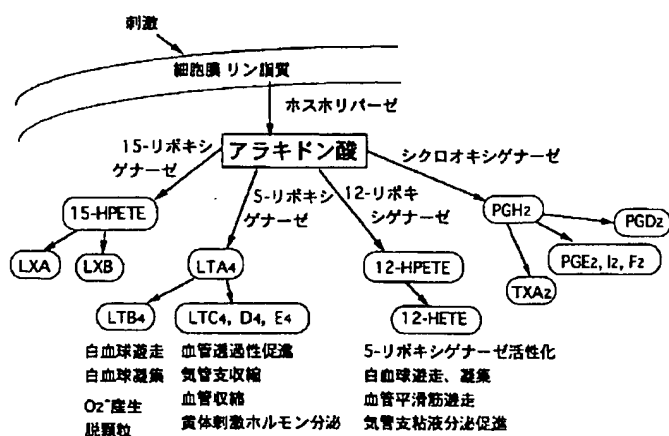 刺激
細胞膜 リン脂質
ホスホリパーゼ
アラキドン酸
15-リポキシ
ゲナーゼ
5-リポキシ
ゲナーゼ
12-リポキ
シゲナーゼ
シクロオキシゲナーゼ
15-HPETE
LXA
LXB
LTA4
LTB4
LTC4, D4, E4
12-HPETE
12-HETE
PGH2
PGD2
PGE2, I2, F2
TXA2
白血球遊走
白血球凝集
O2⁻産生
脱顆粒
血管透過性促進
気管支収縮
血管収縮
黄体刺激ホルモン分泌
5-リポキシゲナーゼ活性化
白血球遊走、凝集
血管平滑筋遊走
気管支粘液分泌促進